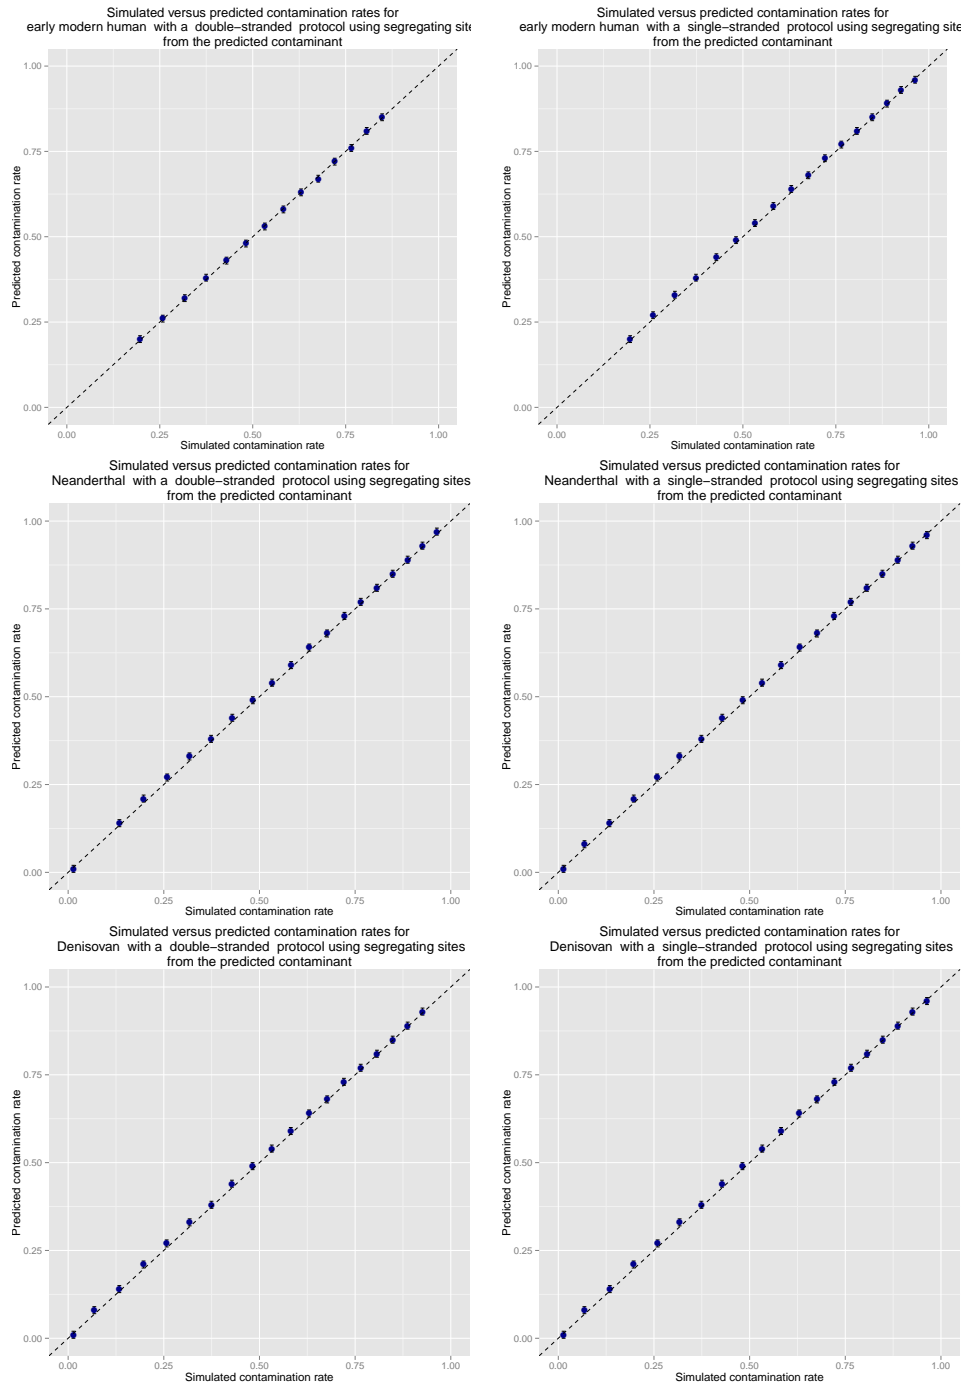 Simulated versus predicted contamination rates for
early modern human with a double−stranded protocol using segregating site
from the predicted contaminant
1.00
0.75
0.50
0.25
0.00
Predicted contamination rate
0.00 0.25 0.50 0.75 1.00
Simulated contamination rate
Simulated versus predicted contamination rates for
early modern human with a single−stranded protocol using segregating site
from the predicted contaminant
1.00
0.75
0.50
0.25
0.00
Predicted contamination rate
0.00 0.25 0.50 0.75 1.00
Simulated contamination rate
Simulated versus predicted contamination rates for
Neanderthal with a double−stranded protocol using segregating sites
from the predicted contaminant
1.00
0.75
0.50
0.25
0.00
Predicted contamination rate
0.00 0.25 0.50 0.75 1.00
Simulated contamination rate
Simulated versus predicted contamination rates for
Neanderthal with a single−stranded protocol using segregating sites
from the predicted contaminant
1.00
0.75
0.50
0.25
0.00
Predicted contamination rate
0.00 0.25 0.50 0.75 1.00
Simulated contamination rate
Simulated versus predicted contamination rates for
Denisovan with a double−stranded protocol using segregating sites
from the predicted contaminant
1.00
0.75
0.50
0.25
0.00
Predicted contamination rate
0.00 0.25 0.50 0.75 1.00
Simulated contamination rate
Simulated versus predicted contamination rates for
Denisovan with a single−stranded protocol using segregating sites
from the predicted contaminant
1.00
0.75
0.50
0.25
0.00
Predicted contamination rate
0.00 0.25 0.50 0.75 1.00
Simulated contamination rate